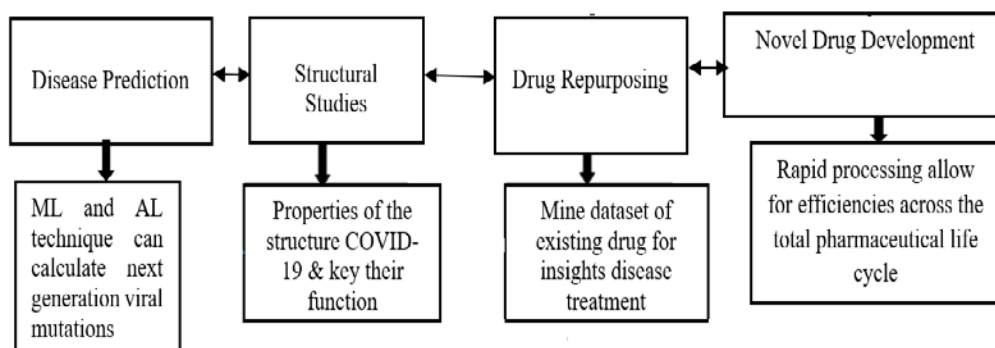 Disease Prediction
Structural
Studies
Drug Repurposing
Novel Drug Development
ML and AL
technique can
calculate next
generation viral
mutations
Properties of the
structure COVID-
19 & key their
function
Mine dataset of
existing drug for
insights disease
treatment
Rapid processing allow
for efficiencies across the
total pharmaceutical life
cycle